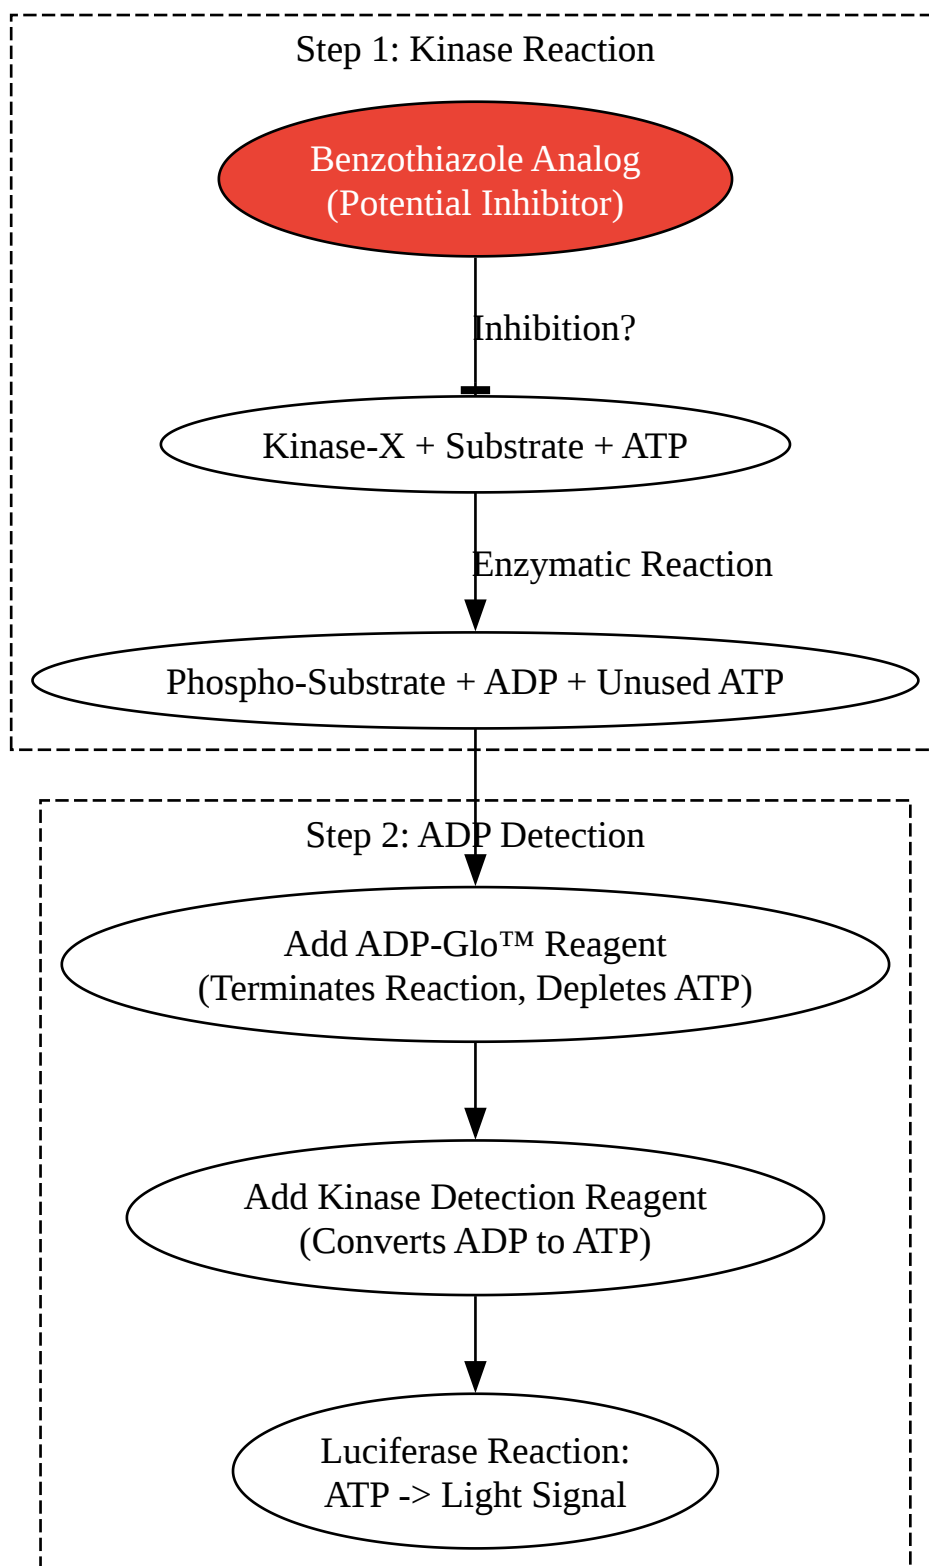 Step 1: Kinase Reaction
Benzothiazole Analog
(Potential Inhibitor)
Inhibition?
Kinase-X + Substrate + ATP
Enzymatic Reaction
Phospho-Substrate + ADP + Unused ATP
Step 2: ADP Detection
Add ADP-Glo™ Reagent
(Terminates Reaction, Depletes ATP)
Add Kinase Detection Reagent
(Converts ADP to ATP)
Luciferase Reaction:
ATP -> Light Signal